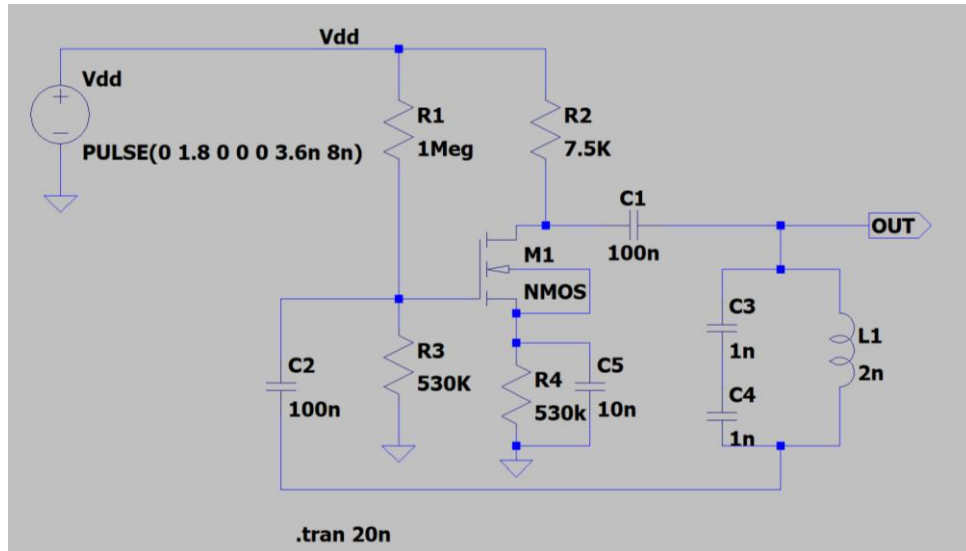 Vdd
Vdd
PULSE(0 1.8 0 0 0 3.6n 8n)
R1
1Meg
R2
7.5K
C1
100n
OUT
M1
NMOS
C2
100n
R3
530K
R4
530k
C5
10n
C3
1n
C4
1n
L1
2n
.tran 20n